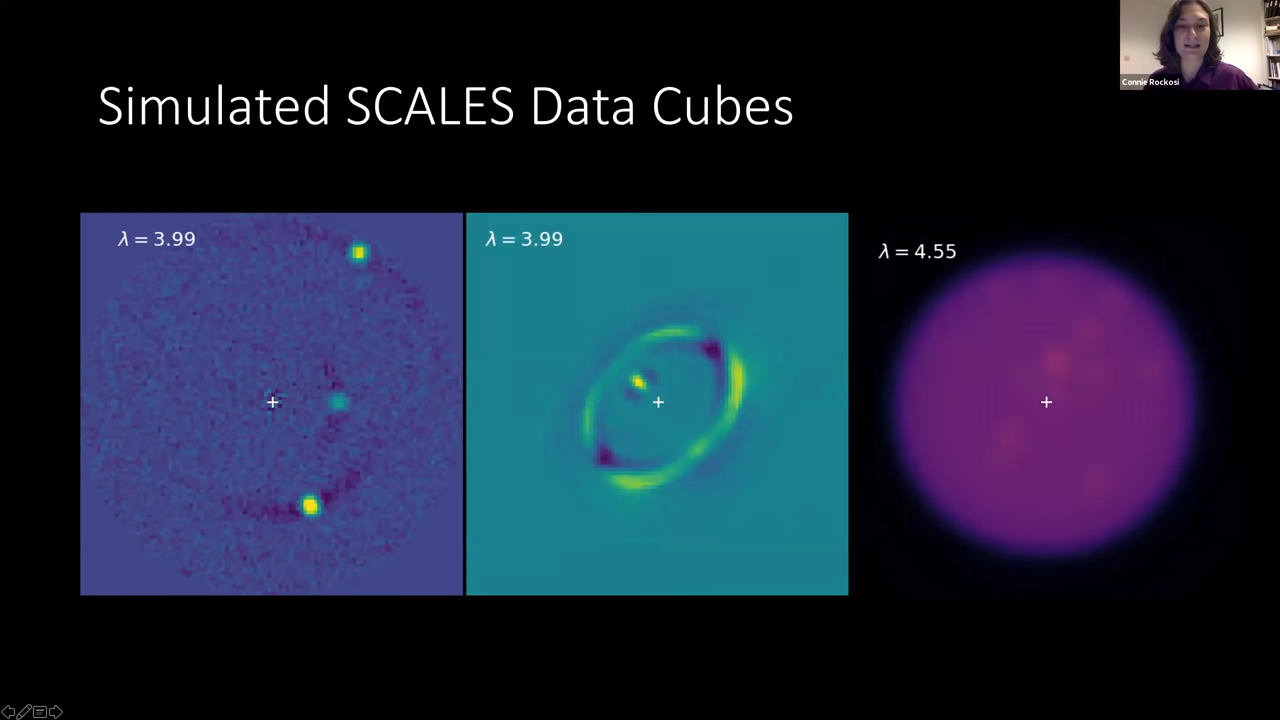 Connie Rockosi
Simulated SCALES Data Cubes
λ = 3.99
λ = 3.99
λ = 4.55